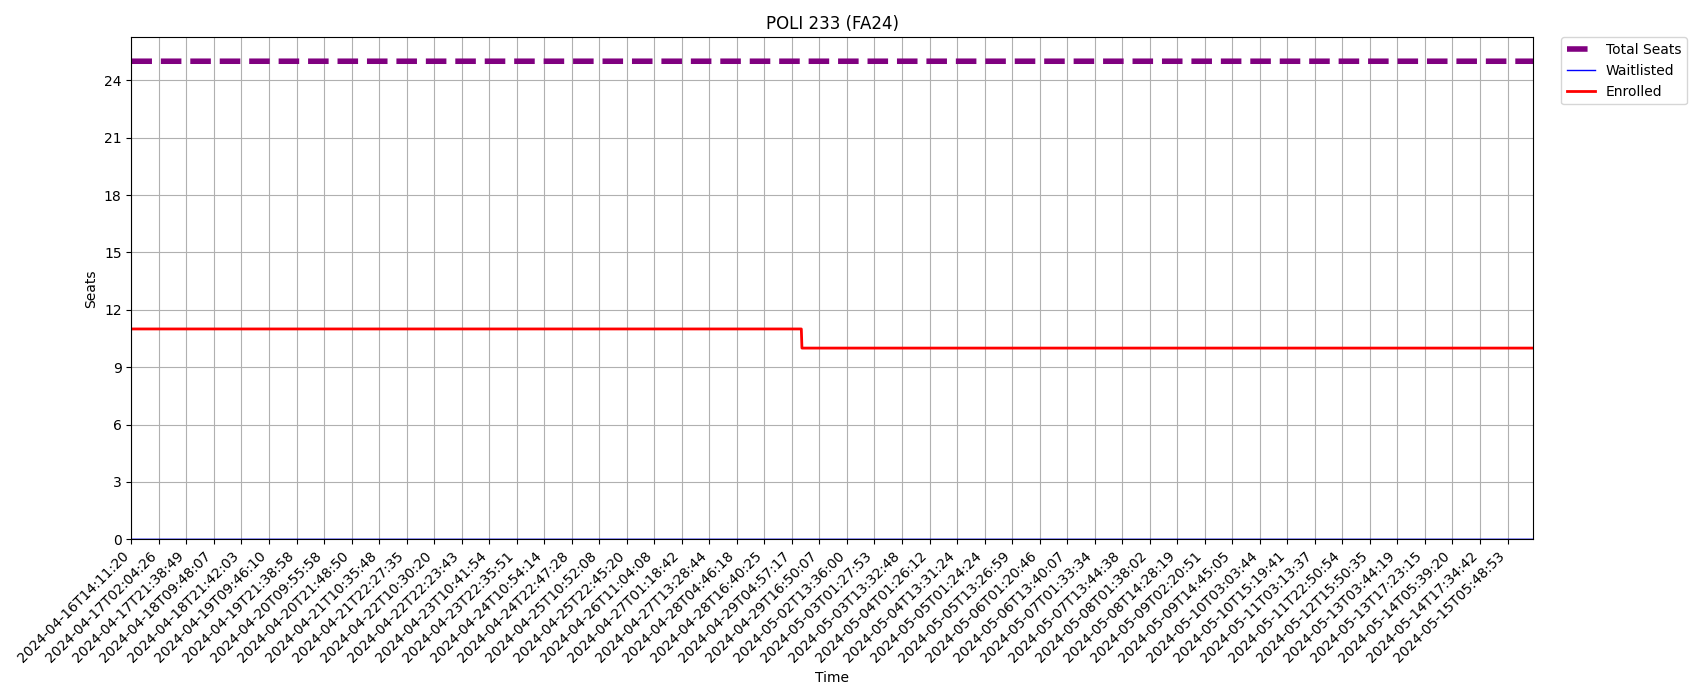 POLI 233 (FA24)
Total Seats
Waitlisted
Enrolled
Seats
24
21
18
15
12
9
6
3
0
2024-04-16T14:11:20
2024-04-17T02:04:26
2024-04-17T21:38:49
2024-04-18T09:48:07
2024-04-18T21:42:03
2024-04-19T09:46:10
2024-04-19T21:38:58
2024-04-20T09:55:58
2024-04-20T21:48:50
2024-04-21T10:35:48
2024-04-21T22:27:35
2024-04-22T10:30:20
2024-04-22T22:23:43
2024-04-23T10:41:54
2024-04-23T22:35:51
2024-04-24T10:54:14
2024-04-24T22:47:28
2024-04-25T10:52:08
2024-04-25T22:45:20
2024-04-26T11:04:08
2024-04-27T01:18:42
2024-04-27T13:28:44
2024-04-28T04:46:18
2024-04-28T16:40:25
2024-04-29T04:57:17
2024-04-29T16:50:07
2024-05-02T13:36:00
2024-05-03T01:27:53
2024-05-03T13:32:48
2024-05-04T01:26:12
2024-05-04T13:31:24
2024-05-05T01:24:24
2024-05-05T13:26:59
2024-05-06T01:20:46
2024-05-06T13:40:07
2024-05-07T01:33:34
2024-05-07T13:44:38
2024-05-08T01:38:02
2024-05-08T14:28:19
2024-05-09T02:20:51
2024-05-09T14:45:05
2024-05-10T03:03:44
2024-05-10T15:19:41
2024-05-11T03:13:37
2024-05-11T22:50:54
2024-05-12T15:50:35
2024-05-13T03:44:19
2024-05-13T17:23:15
2024-05-14T05:39:20
2024-05-14T17:34:42
2024-05-15T05:48:53
Time